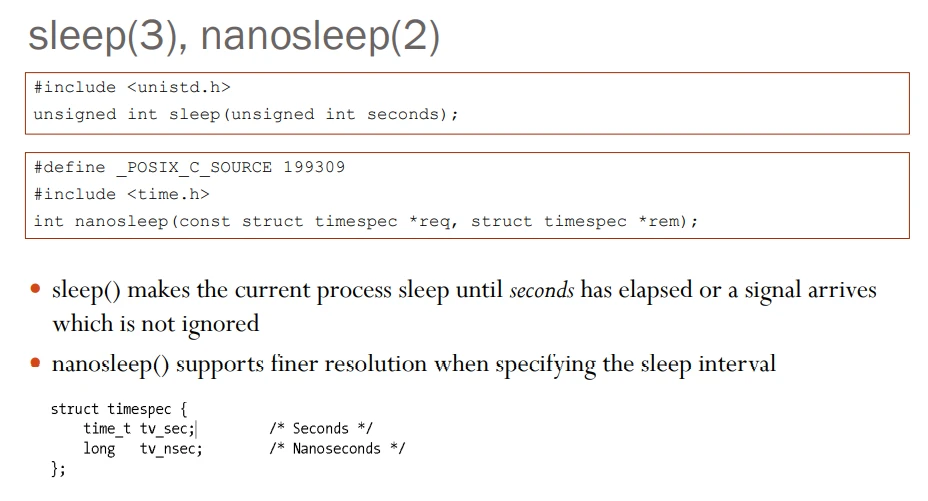 sleep(3), nanosleep(2)
#include <unistd.h>
unsigned int sleep(unsigned int seconds);
#define _POSIX_C_SOURCE 199309
#include <time.h>
int nanosleep(const struct timespec *req, struct timespec *rem);
• sleep() makes the current process sleep until seconds has elapsed or a signal arrives
which is not ignored
• nanosleep() supports finer resolution when specifying the sleep interval
struct timespec {
    time_t tv_sec;        /* Seconds */
    long   tv_nsec;       /* Nanoseconds */
};